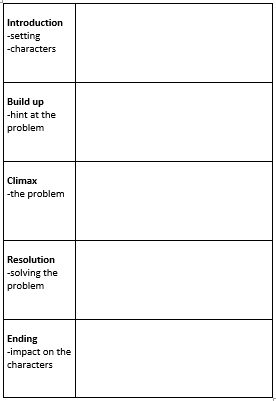 Introduction
-setting
-characters
Build up
-hint at the
problem
Climax
-the problem
Resolution
-solving the
problem
Ending
-impact on the
characters